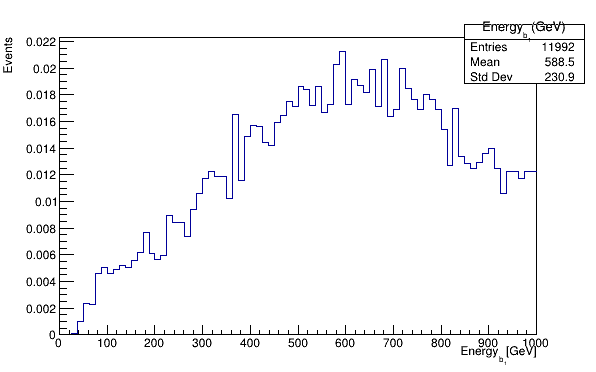 Energy_b₁(GeV)
Entries 11992
Mean 588.5
Std Dev 230.9
Events
0.022
0.02
0.018
0.016
0.014
0.012
0.01
0.008
0.006
0.004
0.002
0
0 100 200 300 400 500 600 700 800 900 1000
Energy_b₁[GeV]